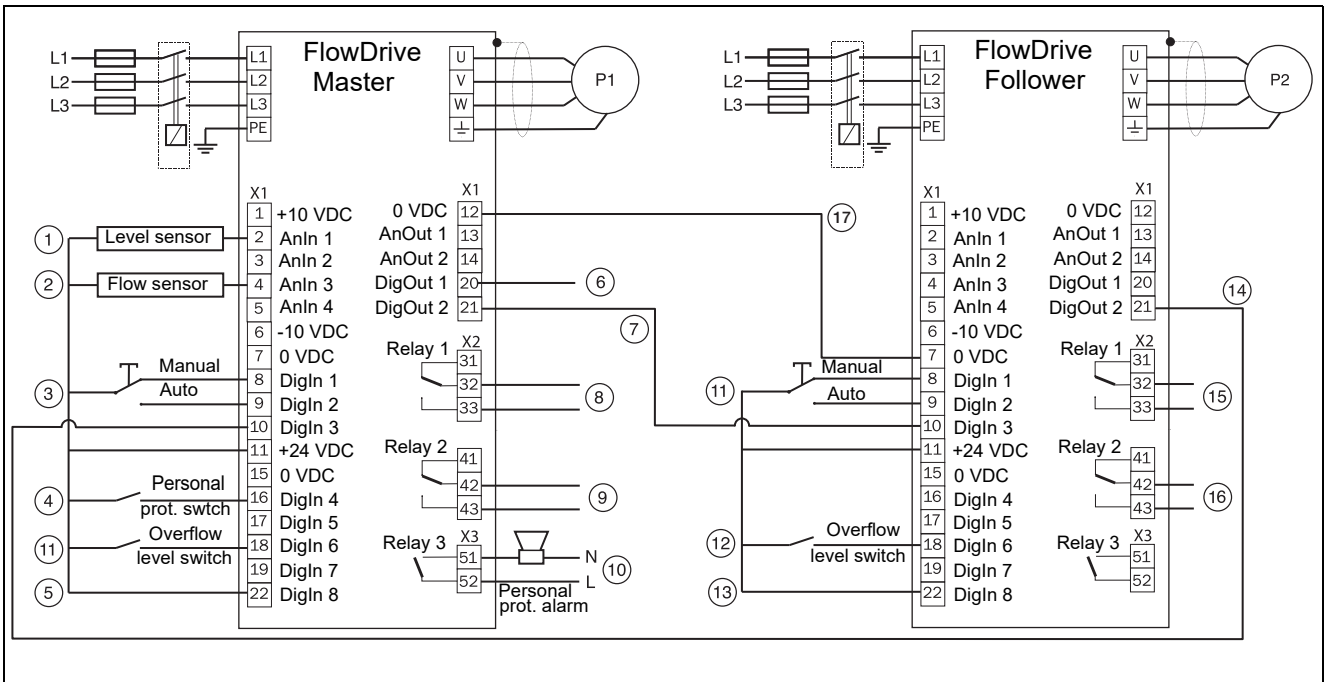 FlowDrive
Master
L1
L2
L3
L1
L2
L3
PE
U
V
W
P1
X1
1 +10 VDC
2 AnIn 1
3 AnIn 2
4 AnIn 3
5 AnIn 4
6 -10 VDC
7 0 VDC
8 DigIn 1
9 DigIn 2
10 DigIn 3
11 +24 VDC
15 0 VDC
16 DigIn 4
17 DigIn 5
18 DigIn 6
19 DigIn 7
22 DigIn 8
1 Level sensor
2 Flow sensor
3 Manual
Auto
4 Personal
prot. swtch
11 Overflow
level switch
5
X1
0 VDC 12
AnOut 1 13
AnOut 2 14
DigOut 1 20
DigOut 2 21
6
7
17
X2
Relay 1 31
32
33
8
Relay 2 41
42
43
9
X3
Relay 3 51
52
N
L
10
Personal
prot. alarm
FlowDrive
Follower
L1
L2
L3
L1
L2
L3
PE
U
V
W
P2
X1
1 +10 VDC
2 AnIn 1
3 AnIn 2
4 AnIn 3
5 AnIn 4
6 -10 VDC
7 0 VDC
8 DigIn 1
9 DigIn 2
10 DigIn 3
11 +24 VDC
15 0 VDC
16 DigIn 4
17 DigIn 5
18 DigIn 6
19 DigIn 7
22 DigIn 8
11 Manual
Auto
12 Overflow
level switch
13
X1
0 VDC 12
AnOut 1 13
AnOut 2 14
DigOut 1 20
DigOut 2 21
14
X2
Relay 1 31
32
33
15
Relay 2 41
42
43
16
X3
Relay 3 51
52